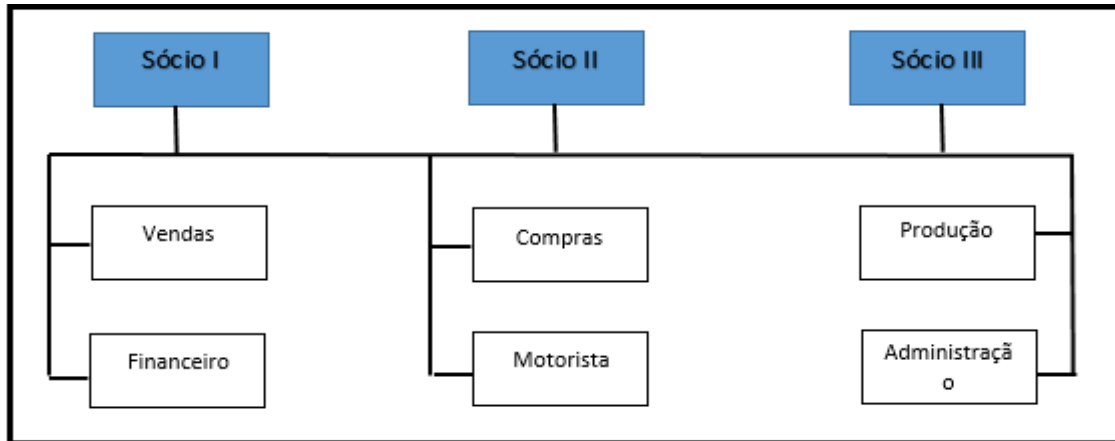 Sócio I
Sócio II
Sócio III
Vendas
Compras
Produção
Financeiro
Motorista
Administraçã
o